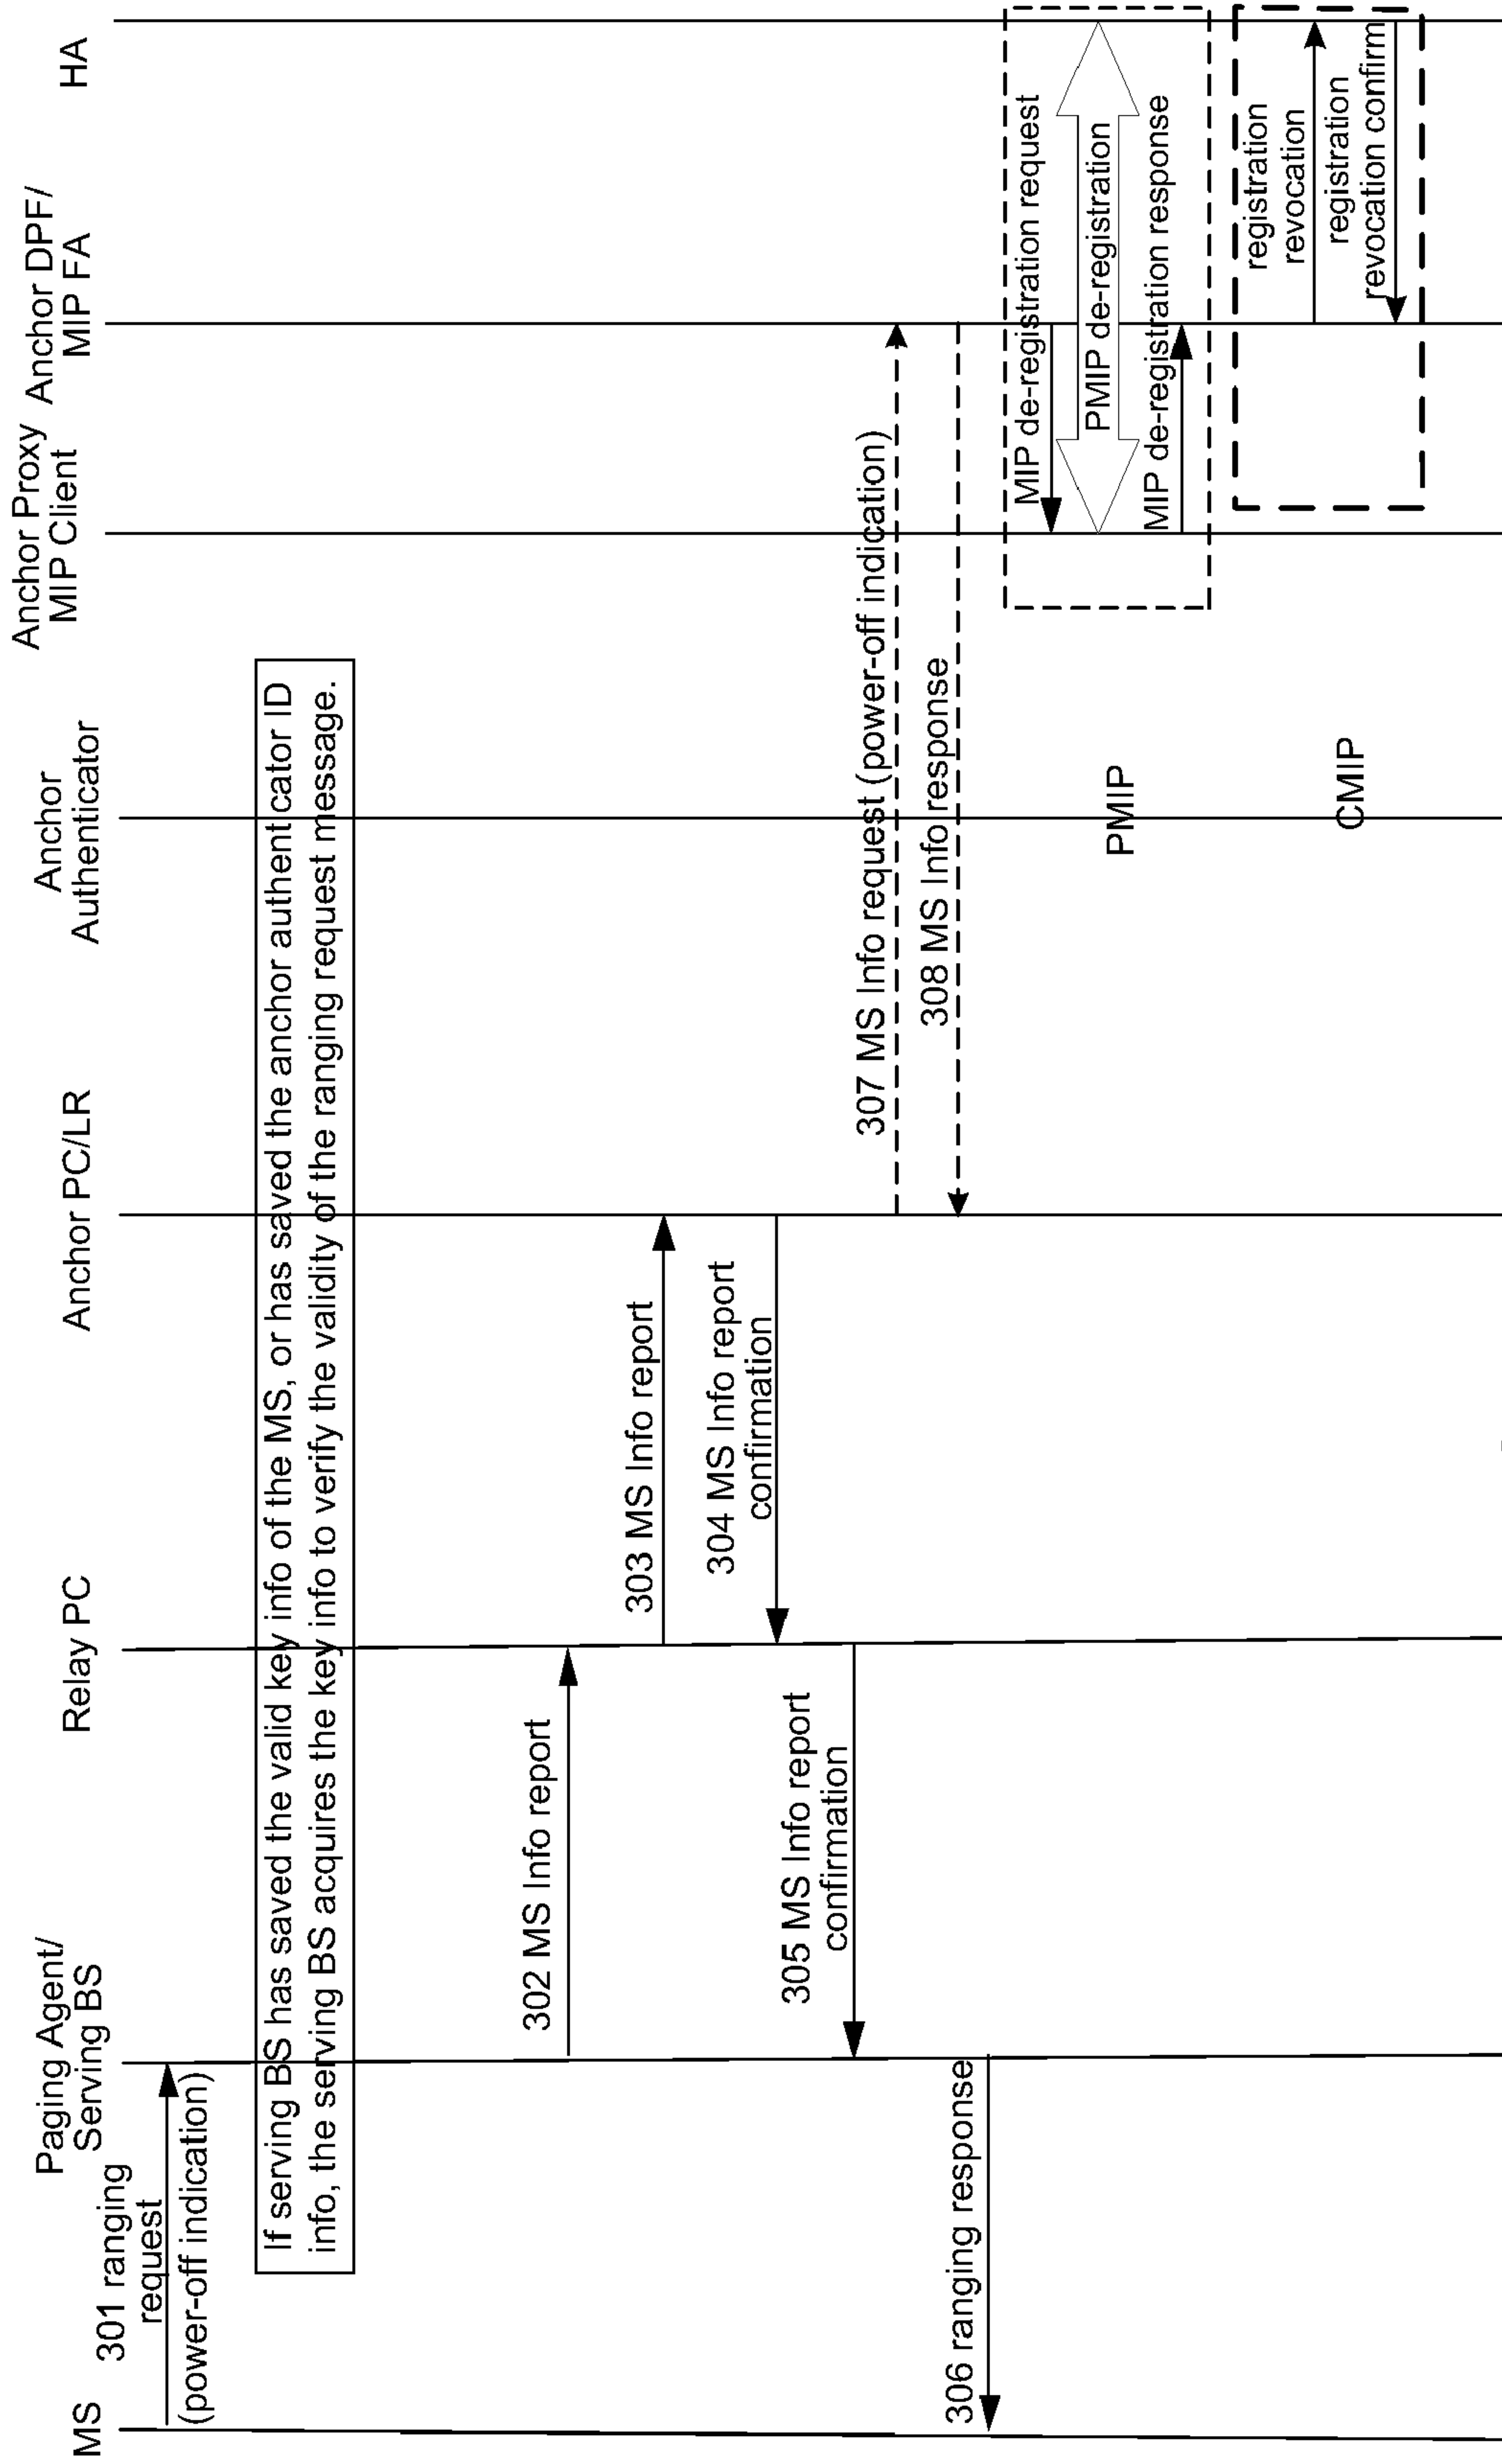 MS
Paging Agent/
Serving BS
Relay PC
Anchor PC/LR
Anchor
Authenticator
Anchor Proxy
MIP Client
Anchor DPF/
MIP FA
HA
301 ranging
request
(power-off indication)
If serving BS has saved the valid key info of the MS, or has saved the anchor authenticator ID
info, the serving BS acquires the key info to verify the validity of the ranging request message.
302 MS Info report
303 MS Info report
304 MS Info report
confirmation
305 MS Info report
confirmation
307 MS Info request (power-off indication)
308 MS Info response
306 ranging response
MIP de-registration request
PMIP de-registration
MIP de-registration response
PMIP
registration
revocation
registration
revocation confirm
CMIP